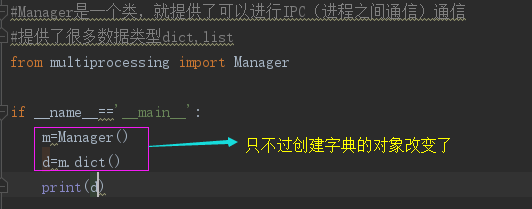 #Manager是一个类，就提供了可以进行IPC（进程之间通信）通信
#提供了很多数据类型dict,list
from multiprocessing import Manager
if __name__=='__main__':
m=Manager()
d=m.dict()
只不过创建字典的对象改变了
print(d)